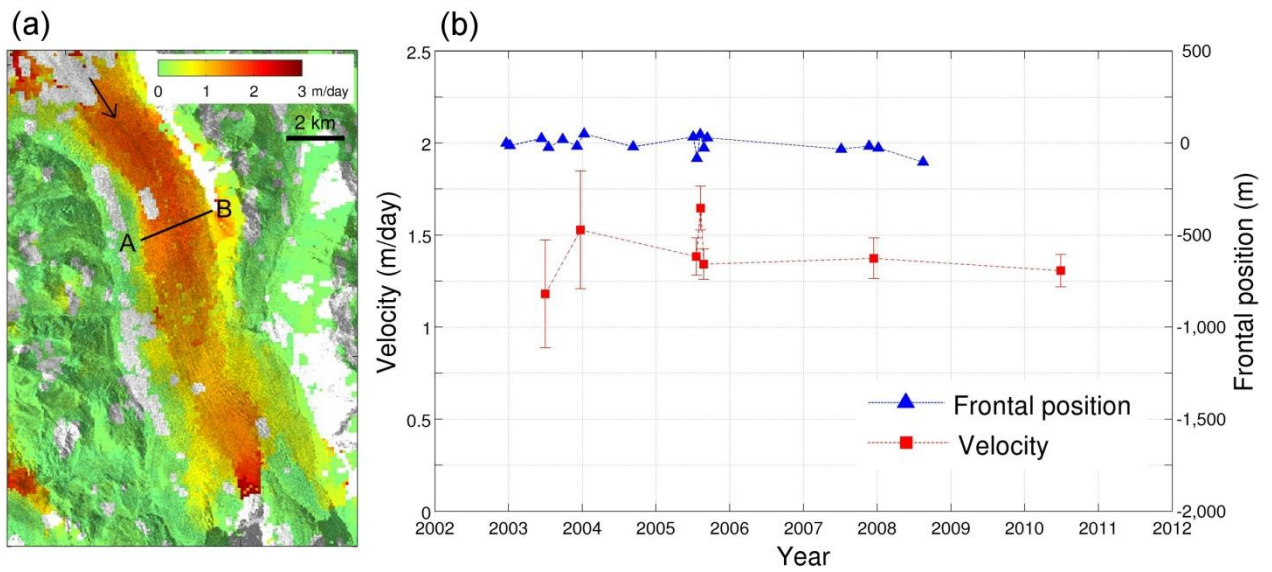 (a)
0 1 2 3 m/day
2 km
A
B
(b)
2.5
2
1.5
1
0.5
0
Velocity (m/day)
500
0
-500
-1,000
-1,500
-2,000
Frontal position (m)
Frontal position
Velocity
2002 2003 2004 2005 2006 2007 2008 2009 2010 2011 2012
Year